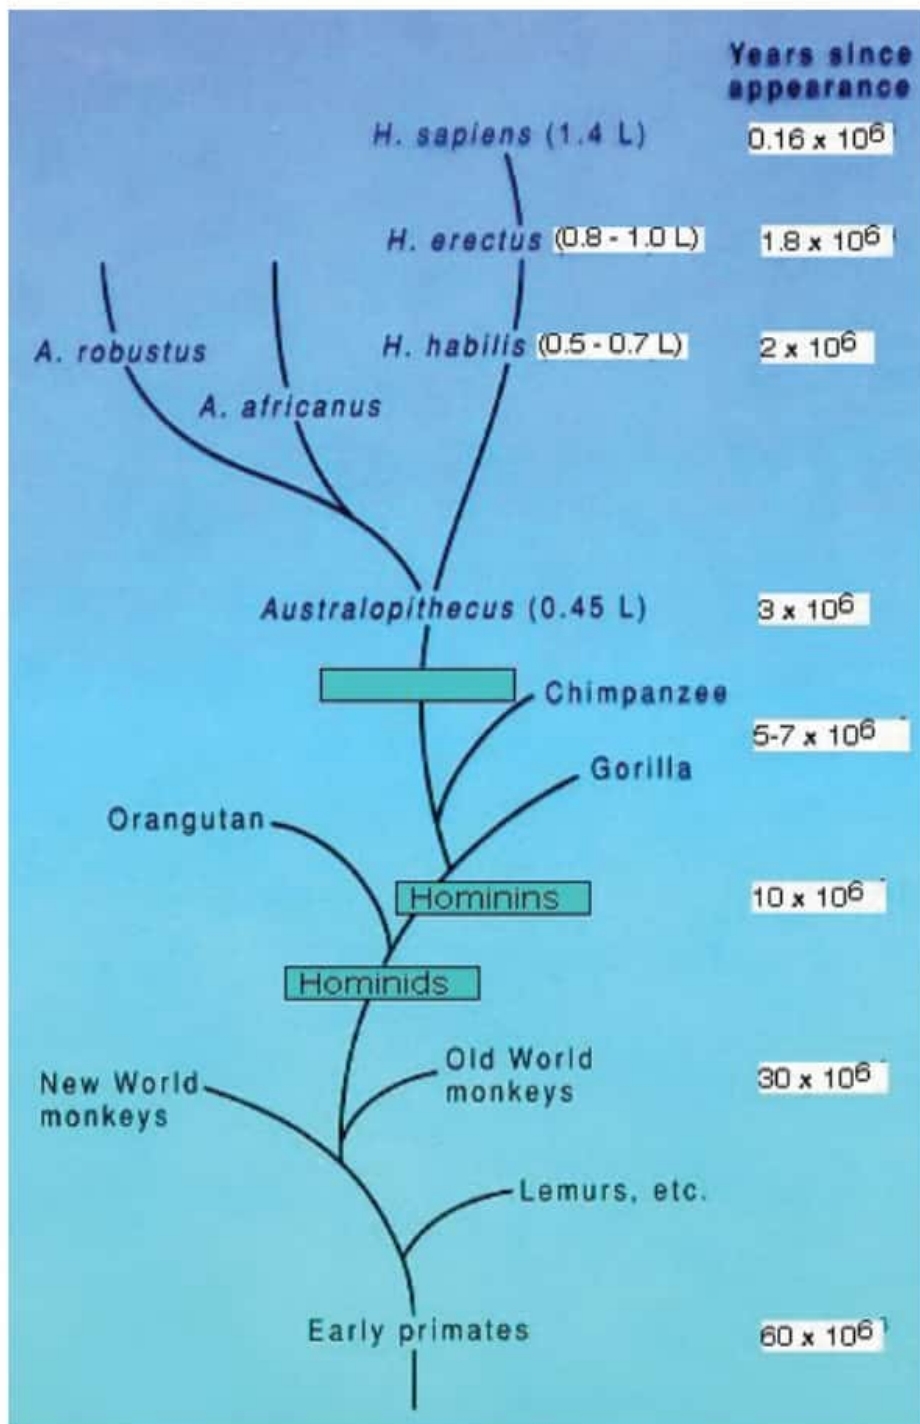 Years since
appearance
H. sapiens (1.4 L) 0.16 x 10⁶
H. erectus (0.8 - 1.0 L) 1.8 x 10⁶
A. robustus H. habilis (0.5 - 0.7 L) 2 x 10⁶
A. africanus
Australopithecus (0.45 L) 3 x 10⁶
Chimpanzee
5-7 x 10⁶
Gorilla
Orangutan
Hominins 10 x 10⁶
Hominids
Old World
monkeys
30 x 10⁶
New World
monkeys
Lemurs, etc.
Early primates 60 x 10⁶